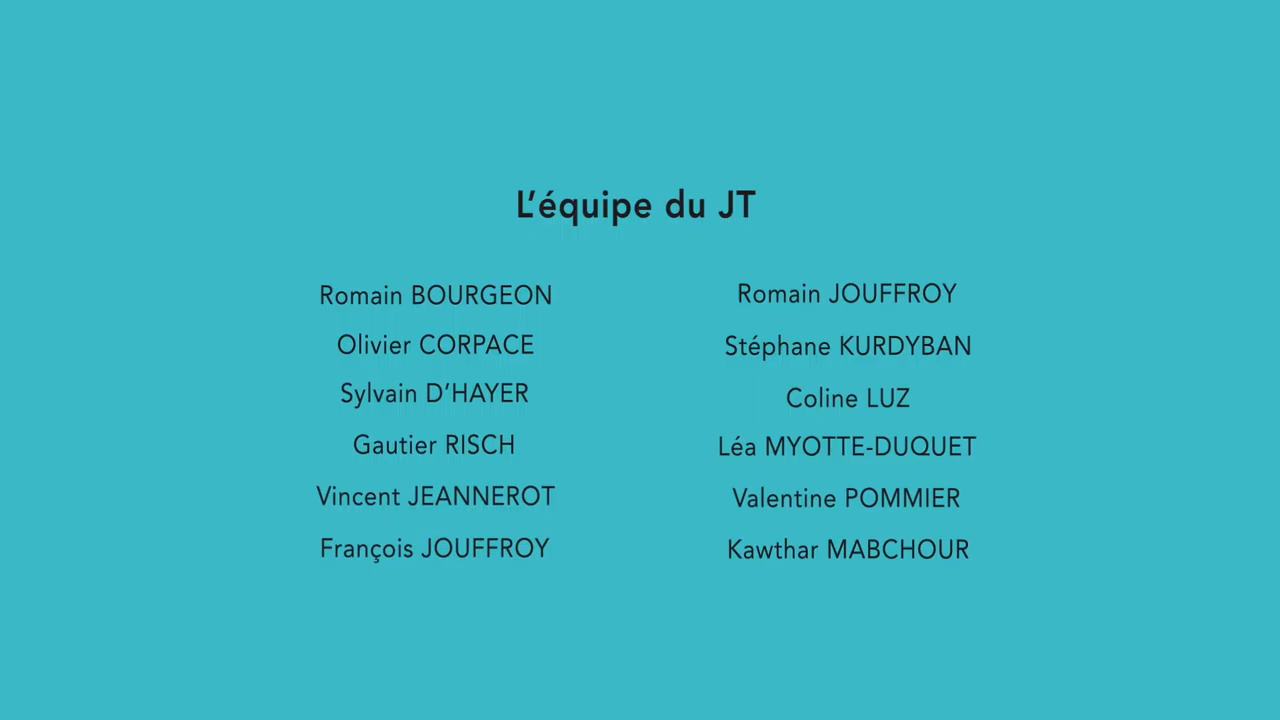 L’équipe du JT
Romain BOURGEON
Olivier CORPACE
Sylvain D’HAYER
Gautier RISCH
Vincent JEANNEROT
François JOUFFROY
Romain JOUFFROY
Stéphane KURDYBAN
Coline LUZ
Léa MYOTTE-DUQUET
Valentine POMMIER
Kawthar MABCHOUR